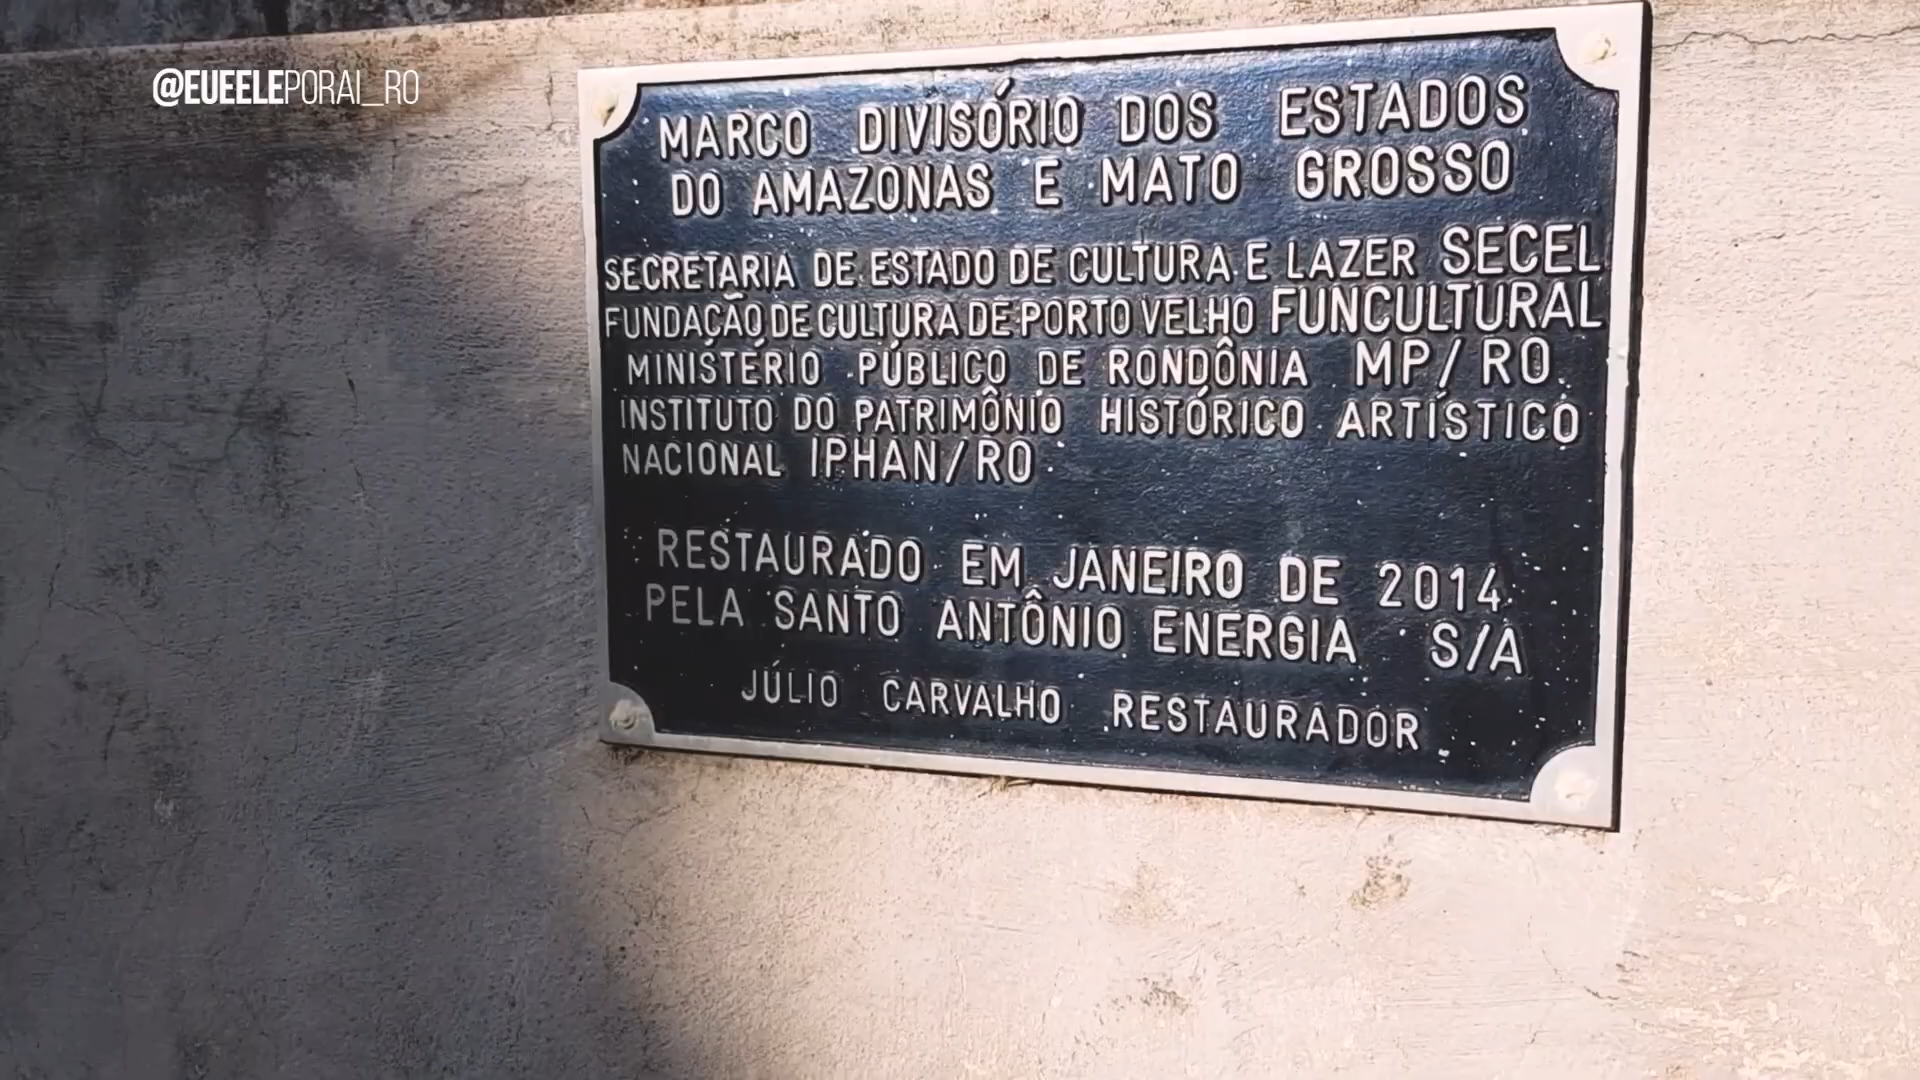 @EUEELEPORAI_RO
MARCO DIVISÓRIO DOS ESTADOS
DO AMAZONAS E MATO GROSSO
SECRETARIA DE ESTADO DE CULTURA E LAZER SECEL
FUNDAÇÃO DE CULTURA DE PORTO VELHO FUNCULTURAL
MINISTÉRIO PÚBLICO DE RONDÔNIA MP/RO
INSTITUTO DO PATRIMÔNIO HISTÓRICO ARTÍSTICO
NACIONAL IPHAN/RO
RESTAURADO EM JANEIRO DE 2014
PELA SANTO ANTÔNIO ENERGIA S/A
JÚLIO CARVALHO RESTAURADOR